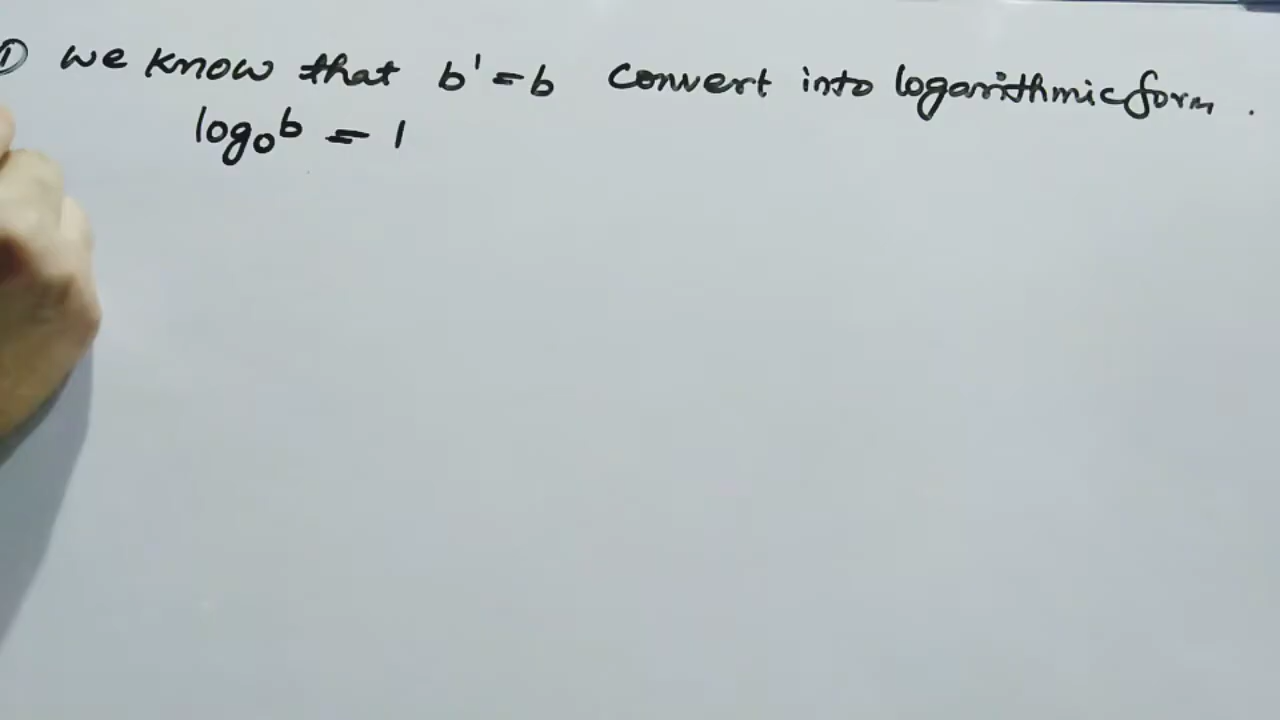 ① we know that b¹ = b convert into logarithmic form.
log₀b = 1